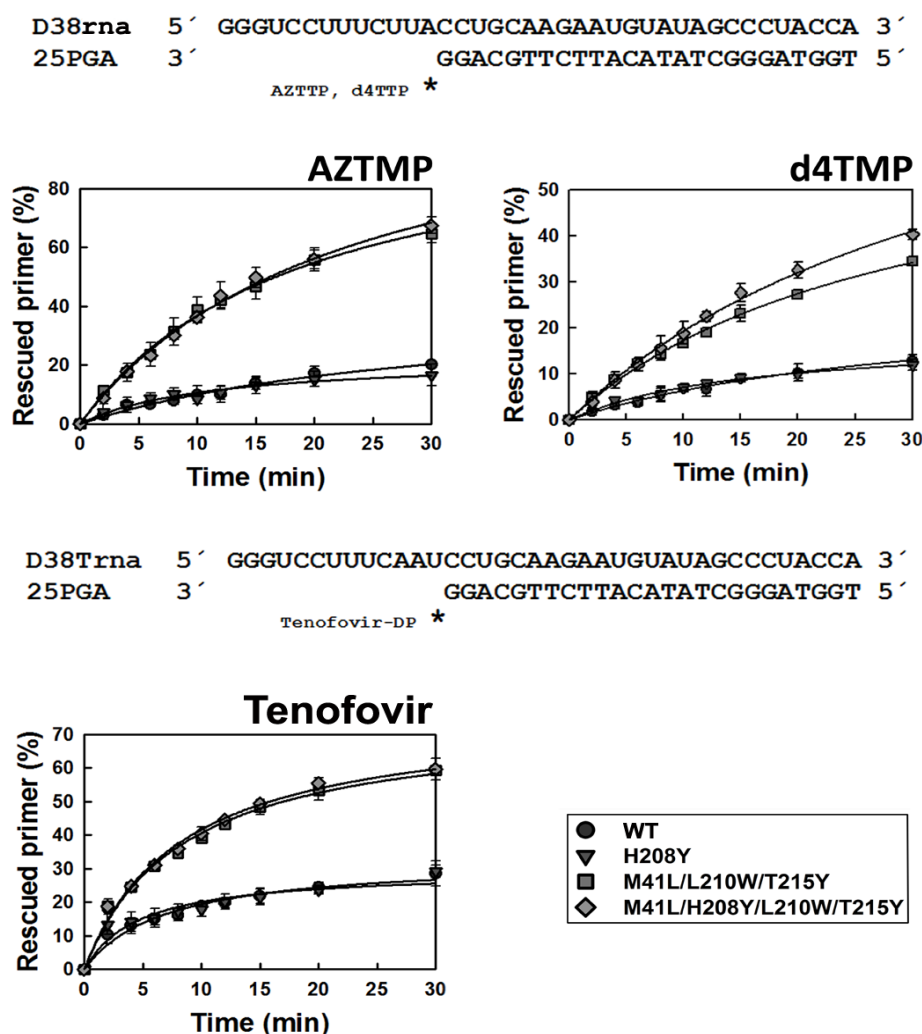 D38rna 5´ GGGUCCUUUCUUACCUGCAAGAAUGUAUAGCCCUACCA 3´
25PGA 3´ GGACGTTCTTACATATCGGGATGGT 5´
AZTTP, d4TTP *
AZTMP
Rescued primer (%)
80
60
40
20
0
0 5 10 15 20 30
Time (min)
d4TMP
Rescued primer (%)
50
40
30
20
10
0
0 5 10 15 20 30
Time (min)
D38Trna 5´ GGGUCCUUUCAAUCCUGCAAGAAUGUAUAGCCCUACCA 3´
25PGA 3´ GGACGTTCTTACATATCGGGATGGT 5´
Tenofovir-DP *
Tenofovir
Rescued primer (%)
70
60
50
40
30
20
10
0
0 5 10 15 20 30
Time (min)
WT
H208Y
M41L/L210W/T215Y
M41L/H208Y/L210W/T215Y